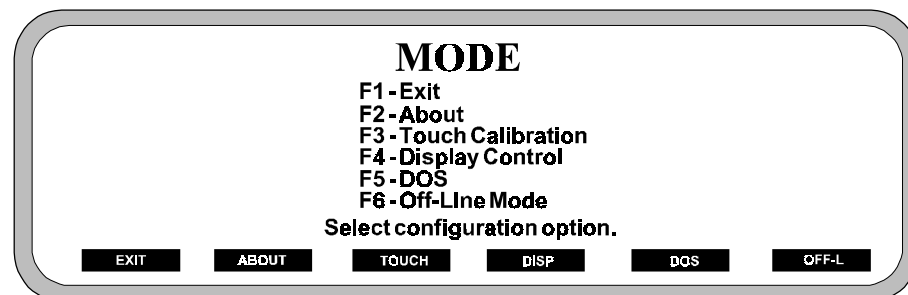 MODE
F1-Exit
F2-About
F3-Touch Calibration
F4-Display Control
F5-DOS
F6-Off-LIne Mode
Select configuration option.
EXIT ABOUT TOUCH DISP DOS OFF-L